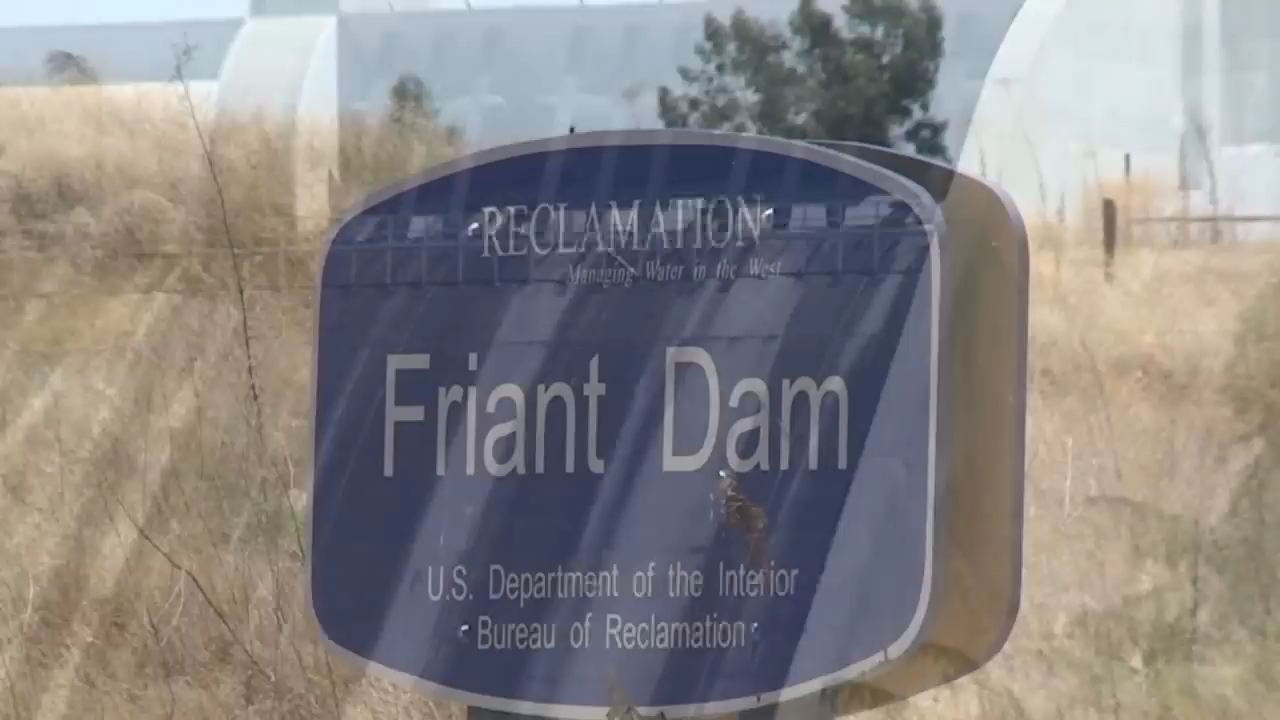 RECLAMATION
Managing Water in the West
Friant Dam
U.S. Department of the Interior
Bureau of Reclamation